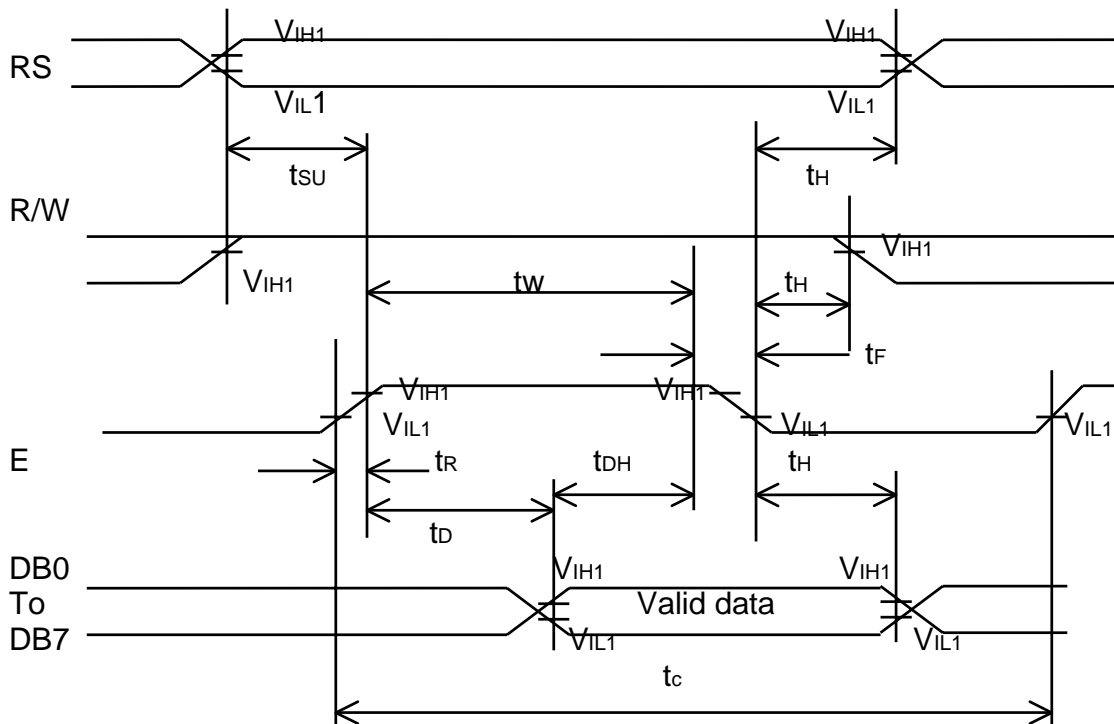 VIH1 VIH1
RS
VIL1 VIL1
tSU tH
R/W
VIH1
VIH1 tW tH
tF
VIH1 VIH1
VIL1 VIL1 VIL1
E tR tDH tH
tD
DB0 VIH1 VIH1
To Valid data
DB7 VIL1 VIL1
tc